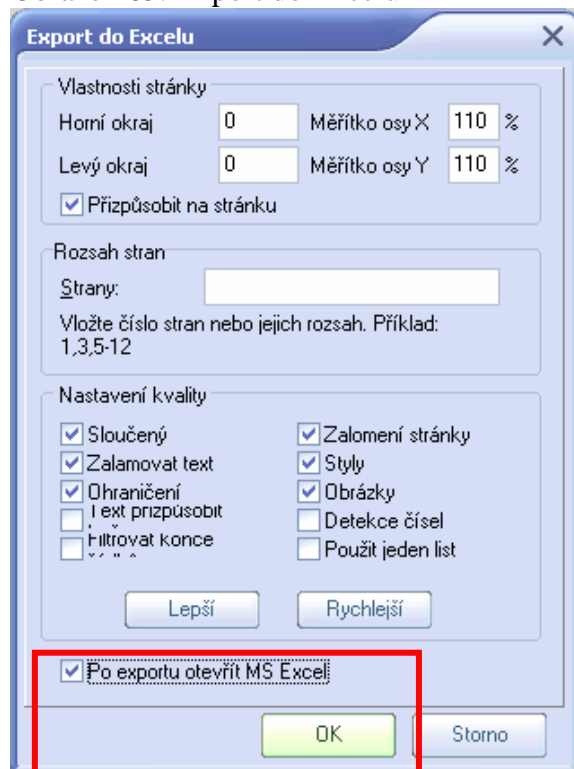 Export do Excelu
Vlastnosti stránky
Horní okraj 0 Měřítko osy X 110 %
Levý okraj 0 Měřítko osy Y 110 %
Přizpůsobit na stránku
Rozsah stran
Strany:
Vložte číslo stran nebo jejich rozsah. Příklad:
1,3,5-12
Nastavení kvality
Sloučený Zalomení stránky
Zalamovat text Styly
Ohraničení Obrázky
Text přizpůsobit Detekce čísel
Filtrovat konce Použit jeden list
Lepší Rychlejší
Po exportu otevřít MS Excel
OK Storno